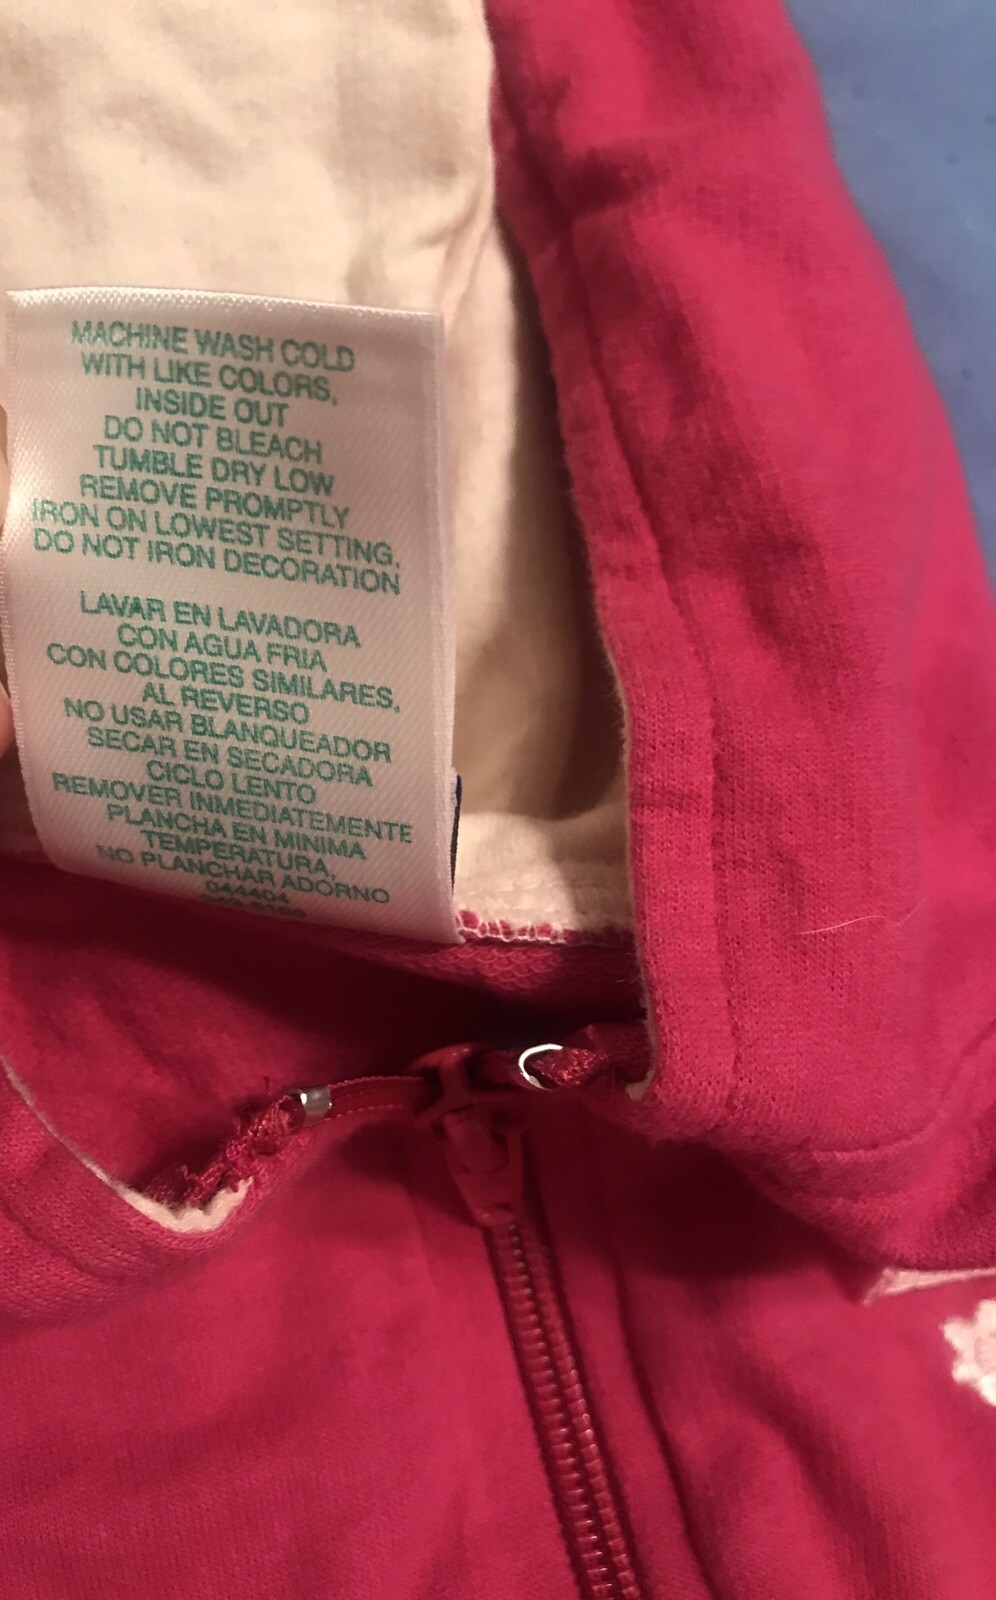 MACHINE WASH COLD
WITH LIKE COLORS,
INSIDE OUT
DO NOT BLEACH
TUMBLE DRY LOW
REMOVE PROMPTLY
IRON ON LOWEST SETTING,
DO NOT IRON DECORATION
LAVAR EN LAVADORA
CON AGUA FRIA
CON COLORES SIMILARES,
AL REVERSO
NO USAR BLANQUEADOR
SECAR EN SECADORA
CICLO LENTO
REMOVER INMEDIATEMENTE
PLANCHA EN MINIMA
TEMPERATURA,
NO PLANCHAR ADORNO
044404